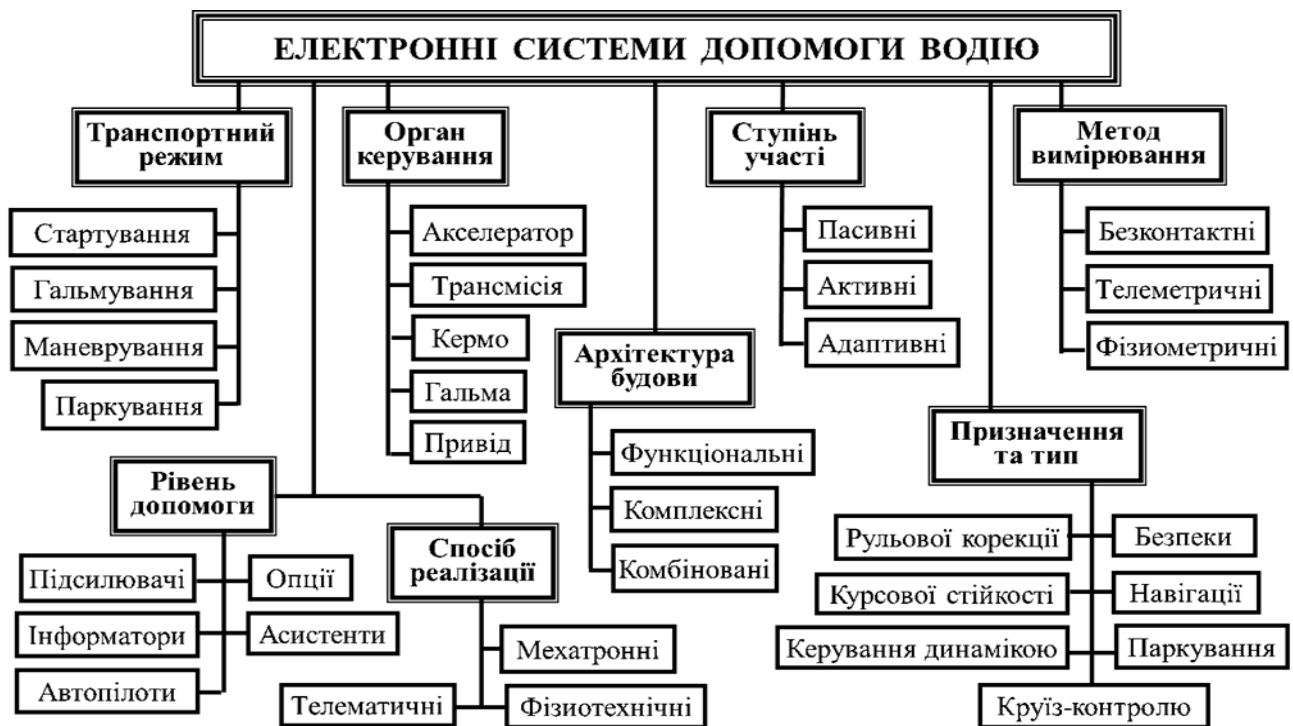 ЕЛЕКТРОННІ СИСТЕМИ ДОПОМОГИ ВОДІЮ
Транспортний
режим
Стартування
Гальмування
Маневрування
Паркування
Орган
керування
Акселератор
Трансмісія
Кермо
Гальма
Привід
Ступінь
участі
Пасивні
Активні
Адаптивні
Метод
вимірювання
Безконтактні
Телеметричні
Фізиометричні
Архітектура
будови
Функціональні
Комплексні
Комбіновані
Призначення
та тип
Рульової корекції
Безпеки
Курсової стійкості
Навігації
Керування динамікою
Паркування
Круїз-контролю
Рівень
допомоги
Підсилювачі
Опції
Інформатори
Асистенти
Автопілоти
Спосіб
реалізації
Мехатронні
Телематичні
Фізиотехнічні